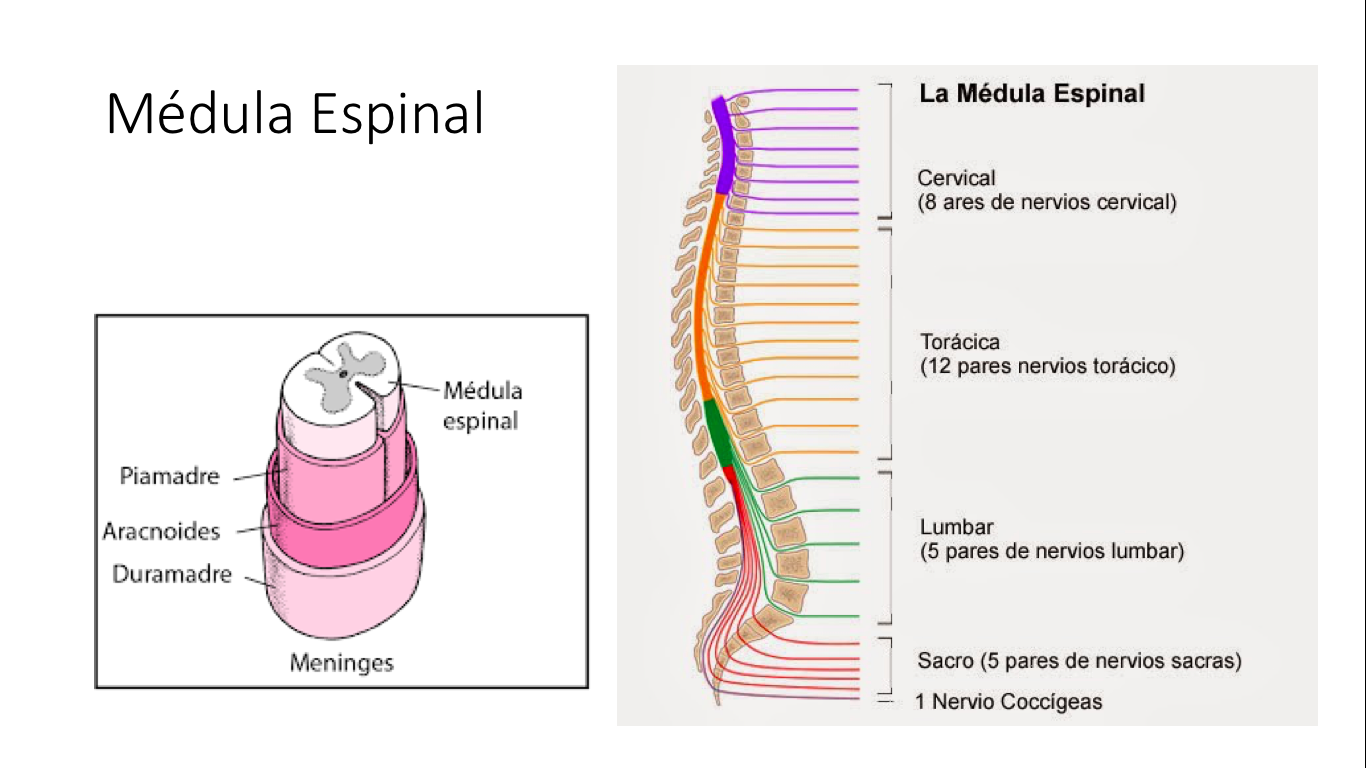 Médula Espinal
Médula
espinal
Piamadre
Aracnoides
Duramadre
Meninges
La Médula Espinal
Cervical
(8 ares de nervios cervical)
Torácica
(12 pares nervios torácico)
Lumbar
(5 pares de nervios lumbar)
Sacro (5 pares de nervios sacras)
1 Nervio Coccígeas